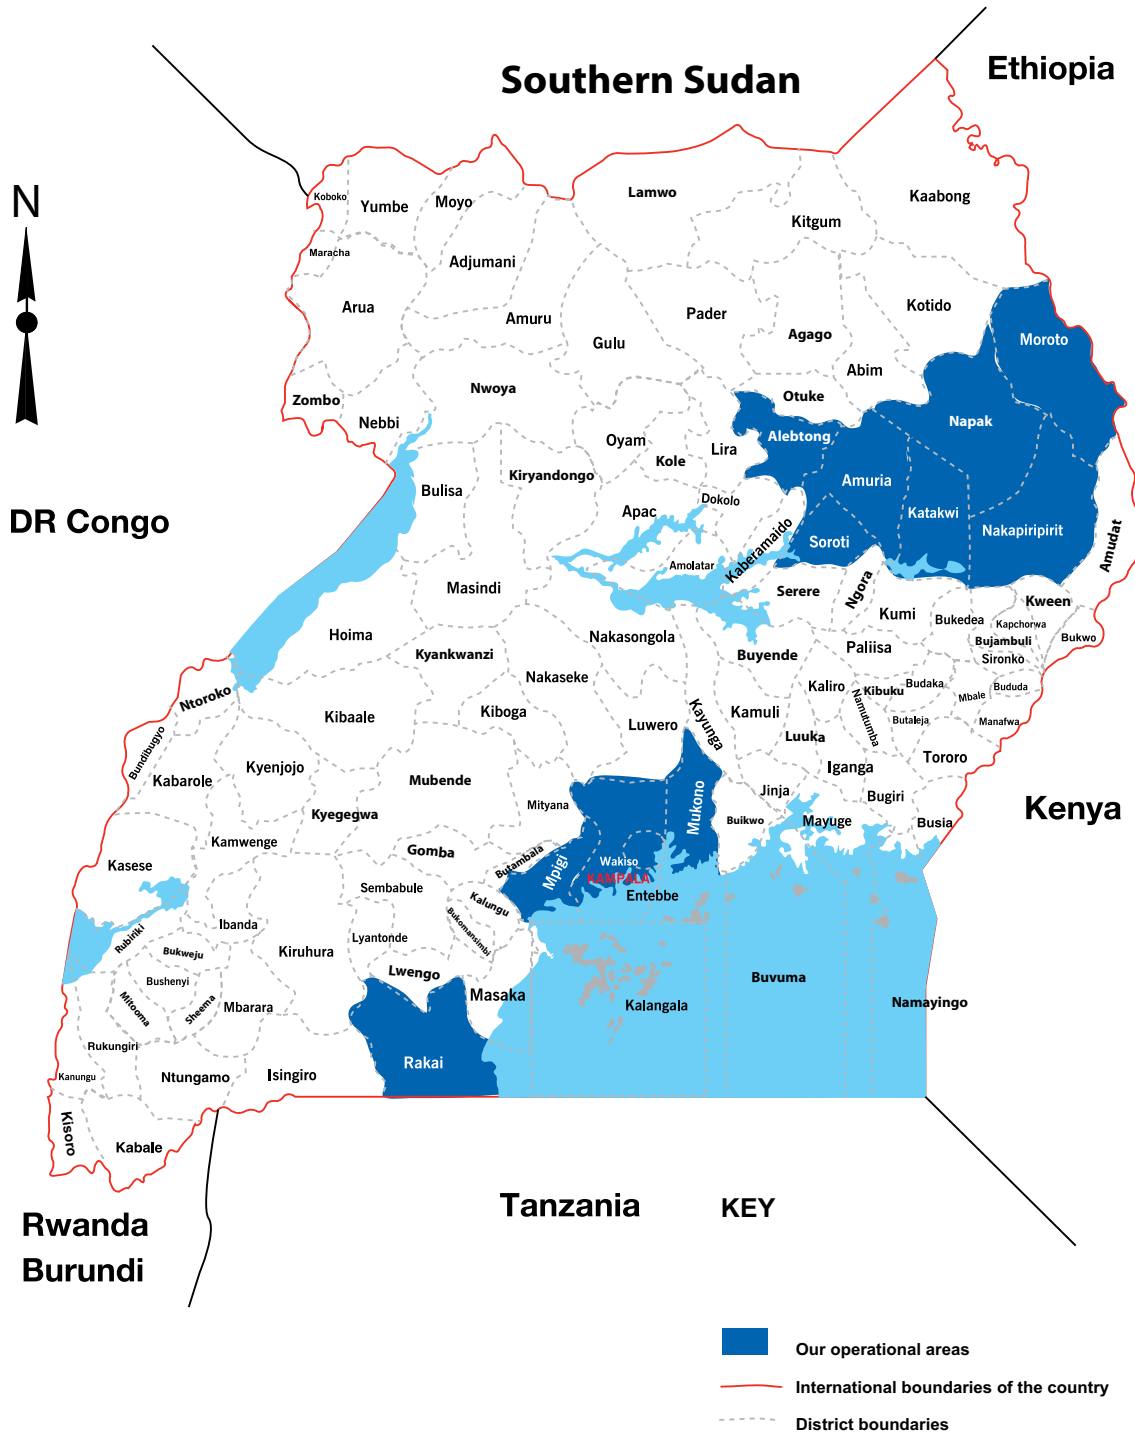 Southern Sudan
Ethiopia
N
Koboko
Yumbe
Moyo
Lamwo
Kaabong
Kitgum
Maracha
Adjumani
Arua
Amuru
Pader
Kotido
Gulu
Agago
Moroto
Abim
Zombo
Nwoya
Otuke
Nebbi
Napak
Oyam
Alebtong
Lira
Kole
Kiryandongo
Amuria
Bulisa
Dokolo
Apac
Katakwi
DR Congo
Kaberamaido
Soroti
Nakapiripirit
Amudat
Amolatar
Masindi
Serere
Ngora
Kumi
Kween
Bukedea
Kapchorwa
Hoima
Nakasongola
Bujambuli
Bukwo
Kyankwanzi
Buyende
Paliisa
Sironko
Nakaseke
Kaliro
Kibuku
Budaka
Bududa
Ntoroko
Mbale
Kibaale
Kiboga
Kayunga
Kamuli
Namutumba
Butaleja
Manafwa
Luwero
Luuka
Bundibugyo
Kabarole
Kyenjojo
Mubende
Iganga
Tororo
Jinja
Mukono
Bugiri
Mityana
Kyegegwa
Buikwo
Mayuge
Busia
Kenya
Kamwenge
Gomba
Butambala
Mpigi
Wakiso
Kasese
KAMPALA
Sembabule
Kalungu
Entebbe
Ibanda
Bukomansimbi
Rubiriki
Lyantonde
Bukweju
Kiruhura
Lwengo
Bushenyi
Buvuma
Masaka
Mitooma
Sheema
Mbarara
Kalangala
Namayingo
Rukungiri
Rakai
Kanungu
Ntungamo
Isingiro
Kisoro
Kabale
Tanzania
KEY
Rwanda
Burundi
Our operational areas
International boundaries of the country
District boundaries